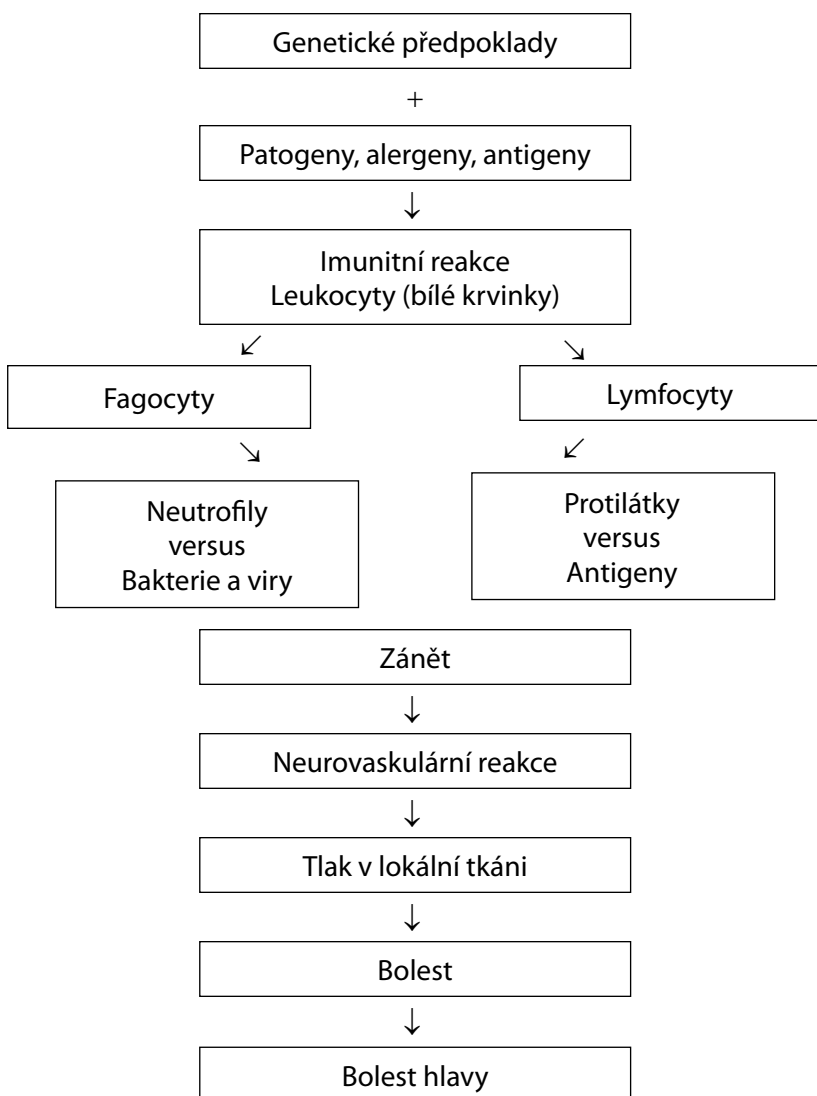 Genetické předpoklady
+
Patogeny, alergeny, antigeny
↓
Imunitní reakce
Leukocyty (bílé krvinky)
↙ ↘
Fagocyty
Lymfocyty
↘ ↙
Neutrofily
versus
Bakterie a viry
Protilátky
versus
Antigeny
Zánět
↓
Neurovaskulární reakce
↓
Tlak v lokální tkáni
↓
Bolest
↓
Bolest hlavy